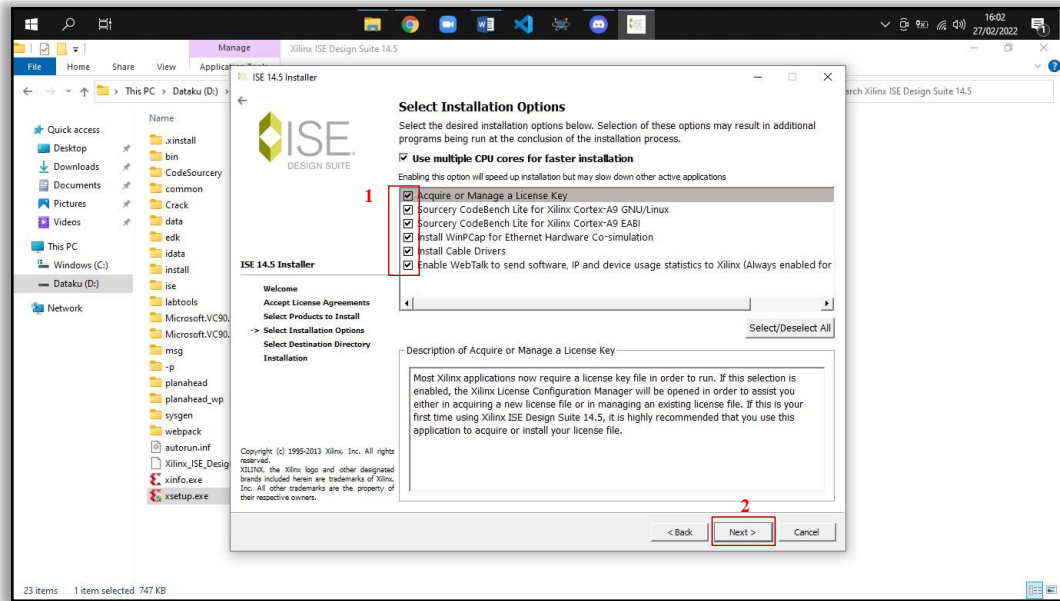 16:02
27/02/2022
Manage
Xilinx ISE Design Suite 14.5
File
Home
Share
View
This PC
Dataku (D:)
arch Xilinx ISE Design Suite 14.5
Quick access
Desktop
Downloads
Documents
Pictures
Videos
This PC
Windows (C:)
Dataku (D:)
Network
Name
.xinstall
bin
CodeSourcery
common
Crack
data
edk
idata
install
ise
labtools
Microsoft.VC90.
Microsoft.VC90.
msg
-p
planahead
planahead_wp
sysgen
webpack
autorun.inf
Xilinx_ISE_Desig
xinfo.exe
xsetup.exe
23 items
1 item selected 747 KB
ISE 14.5 Installer
ISE
DESIGN SUITE
ISE 14.5 Installer
Welcome
Accept License Agreements
Select Products to Install
-> Select Installation Options
Select Destination Directory
Installation
Copyright (c) 1995-2013 Xilinx, Inc. All rights
reserved.
XILINX, the Xilinx logo and other designated
brands included herein are trademarks of Xilinx,
Inc. All other trademarks are the property of
their respective owners.
Select Installation Options
Select the desired installation options below. Selection of these options may result in additional
programs being run at the conclusion of the installation process.
Use multiple CPU cores for faster installation
Enabling this option will speed up installation but may slow down other active applications
1
Acquire or Manage a License Key
Sourcery CodeBench Lite for Xilinx Cortex-A9 GNU/Linux
Sourcery CodeBench Lite for Xilinx Cortex-A9 EABI
Install WinPCap for Ethernet Hardware Co-simulation
Install Cable Drivers
Enable WebTalk to send software, IP and device usage statistics to Xilinx (Always enabled for
Select/Deselect All
Description of Acquire or Manage a License Key
Most Xilinx applications now require a license key file in order to run. If this selection is
enabled, the Xilinx License Configuration Manager will be opened in order to assist you
either in acquiring a new license file or in managing an existing license file. If this is your
first time using Xilinx ISE Design Suite 14.5, it is highly recommended that you use this
application to acquire or install your license file.
2
< Back
Next >
Cancel